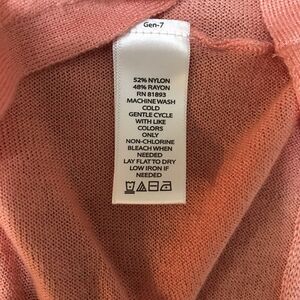 Gen-7
52% NYLON
48% RAYON
RN 81893
MACHINE WASH
COLD
GENTLE CYCLE
WITH LIKE
COLORS
ONLY
NON-CHLORINE
BLEACH WHEN
NEEDED
LAY FLAT TO DRY
LOW IRON IF
NEEDED